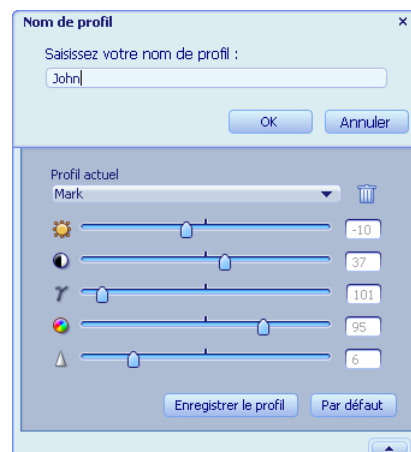 Nom de profil
Saisissez votre nom de profil :
John
OK Annuler
Profil actuel
Mark
-10
37
101
95
6
Enregistrer le profil Par défaut